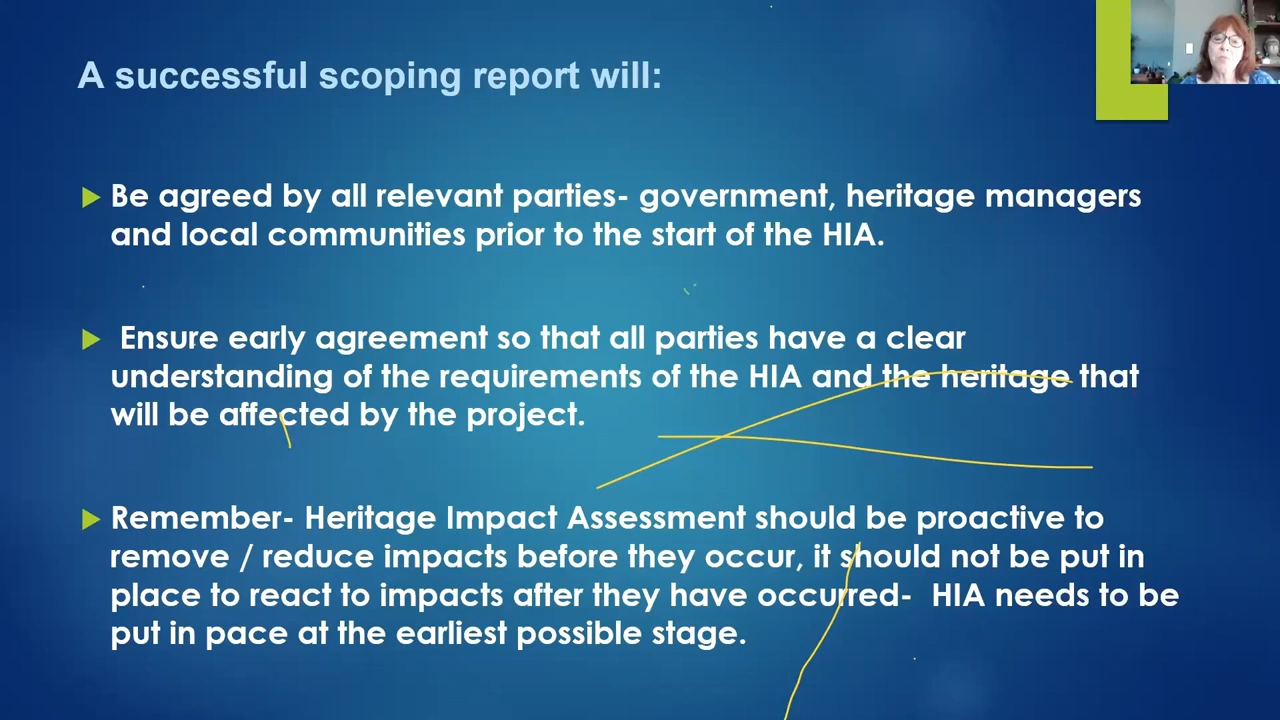 A successful scoping report will:
Be agreed by all relevant parties- government, heritage managers
and local communities prior to the start of the HIA.
Ensure early agreement so that all parties have a clear
understanding of the requirements of the HIA and the heritage that
will be affected by the project.
Remember- Heritage Impact Assessment should be proactive to
remove / reduce impacts before they occur, it should not be put in
place to react to impacts after they have occurred- HIA needs to be
put in pace at the earliest possible stage.